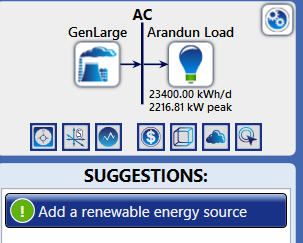 AC
GenLarge Arandun Load
23400.00 kWh/d
2216.81 kW peak
SUGGESTIONS:
! Add a renewable energy source